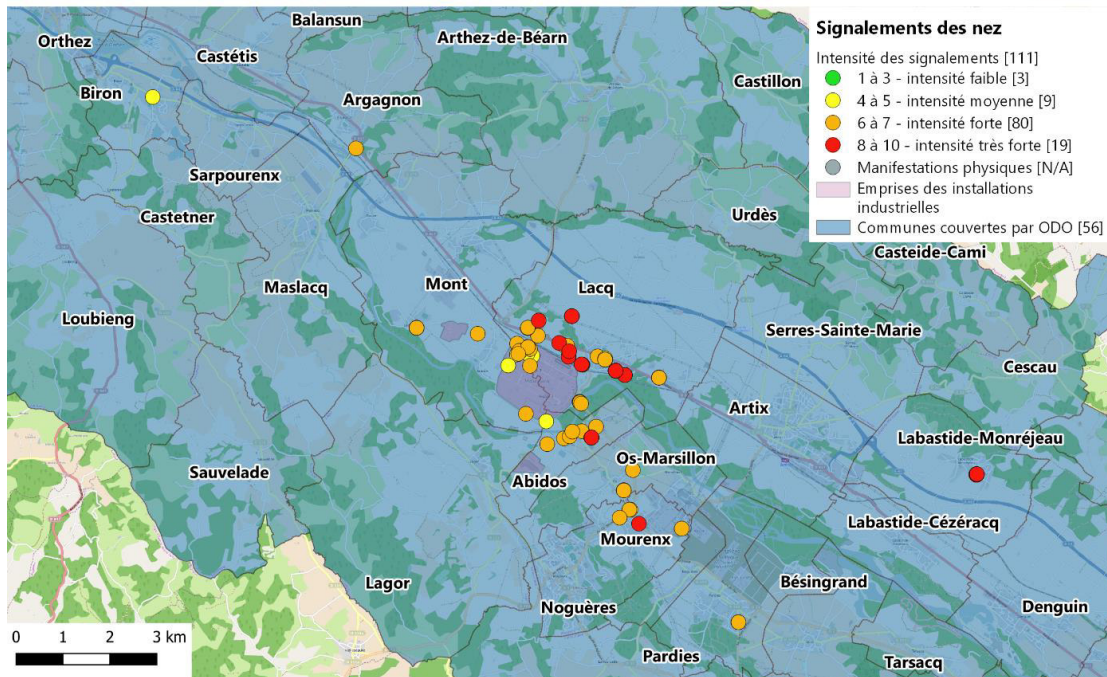 Signalements des nez
Intensité des signalements [111]
1 à 3 - intensité faible [3]
4 à 5 - intensité moyenne [9]
6 à 7 - intensité forte [80]
8 à 10 - intensité très forte [19]
Manifestations physiques [N/A]
Emprises des installations
industrielles
Communes couvertes par ODO [56]
Balansun
Orthez
Castétis
Arthez-de-Béarn
Castillon
Biron
Argagnon
Sarpourenx
Castetner
Urdès
Casteide-Cami
Mont
Lacq
Maslacq
Loubieng
Serres-Sainte-Marie
Cescau
Artix
Labastide-Monréjeau
Os-Marsillon
Sauvelade
Abidos
Labastide-Cézéracq
Mourenx
Lagor
Bésingrand
Noguères
Denguin
Pardies
Tarsacq
0 1 2 3 km